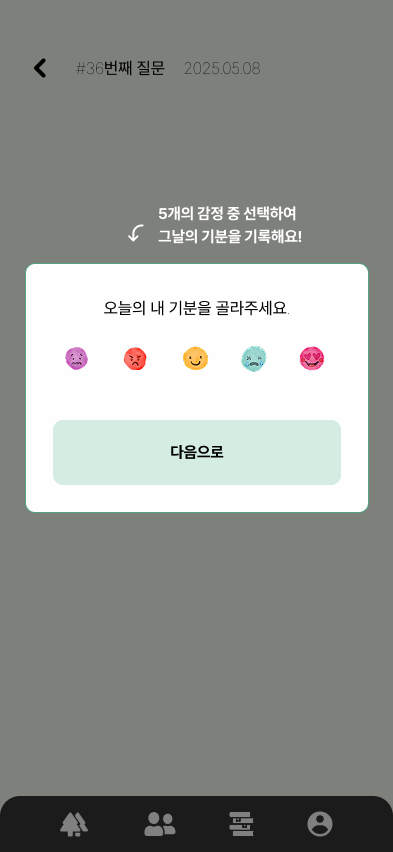 #36번째 질문 2025.05.08
5개의 감정 중 선택하여
그날의 기분을 기록해요!
오늘의 내 기분을 골라주세요.
다음으로